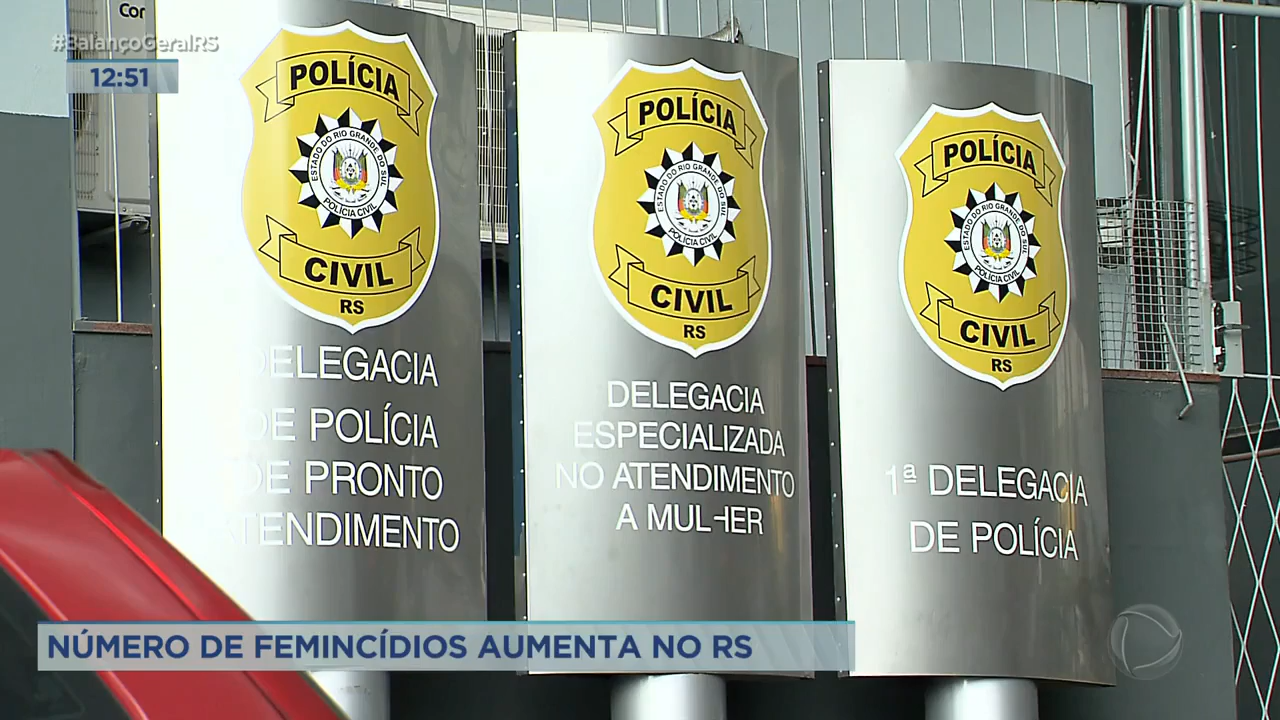 Cor
#BalançoGeralRS
12:51
POLÍCIA
ESTADO DO RIO GRANDE DO SUL
POLÍCIA CIVIL
CIVIL
RS
DELEGACIA
DE POLÍCIA
DE PRONTO
ATENDIMENTO
POLÍCIA
ESTADO DO RIO GRANDE DO SUL
POLÍCIA CIVIL
CIVIL
RS
DELEGACIA
ESPECIALIZADA
NO ATENDIMENTO
A MULHER
POLÍCIA
ESTADO DO RIO GRANDE DO SUL
POLÍCIA CIVIL
CIVIL
RS
1ª DELEGACIA
DE POLÍCIA
NÚMERO DE FEMINCÍDIOS AUMENTA NO RS